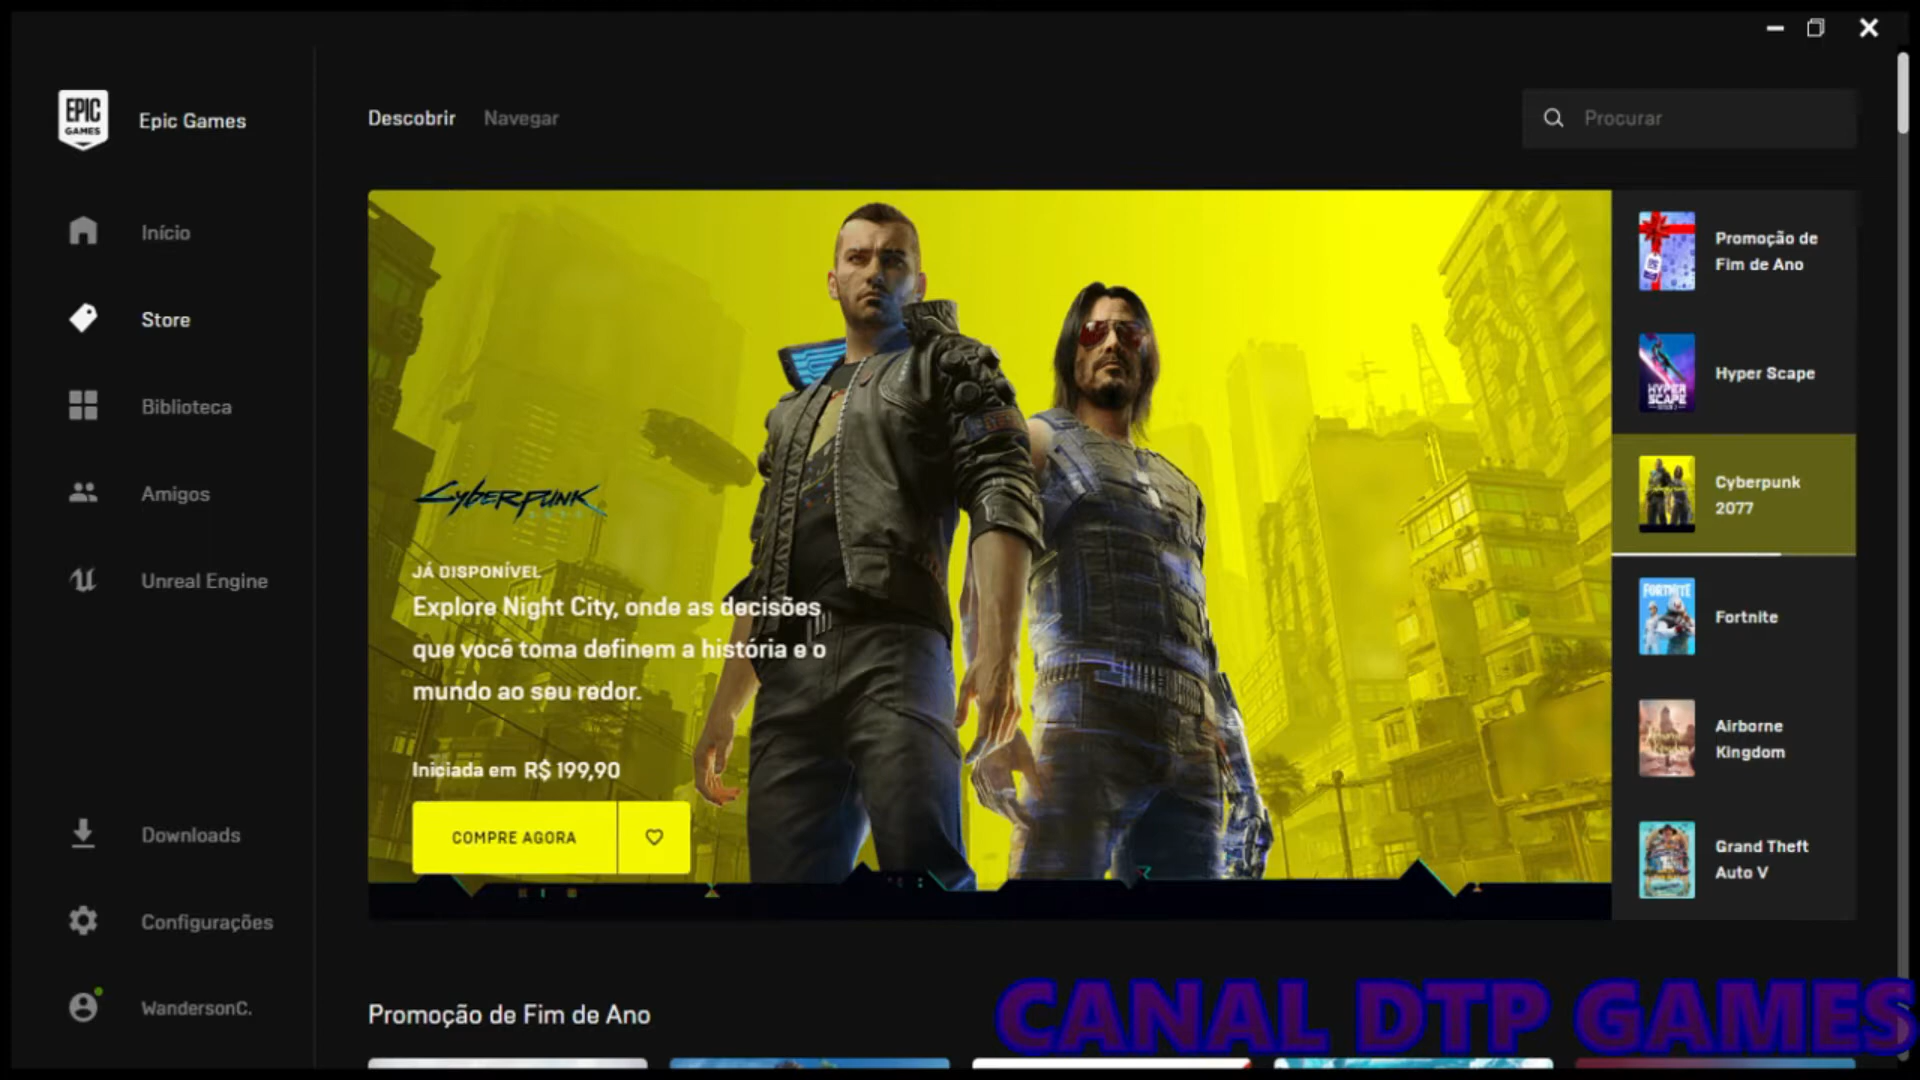 EPIC
GAMES
Epic Games
Início
Store
Biblioteca
Amigos
Unreal Engine
Downloads
Configurações
WandersonC.
Descobrir
Navegar
Procurar
Cyberpunk
JÁ DISPONÍVEL
Explore Night City, onde as decisões
que você toma definem a história e o
mundo ao seu redor.
Iniciada em R$ 199,90
COMPRE AGORA
Promoção de
Fim de Ano
HYPER
SCAPE
Hyper Scape
Cyberpunk
2077
FORTNITE
Fortnite
Airborne
Kingdom
Grand Theft
Auto V
Promoção de Fim de Ano
CANAL DTP GAMES